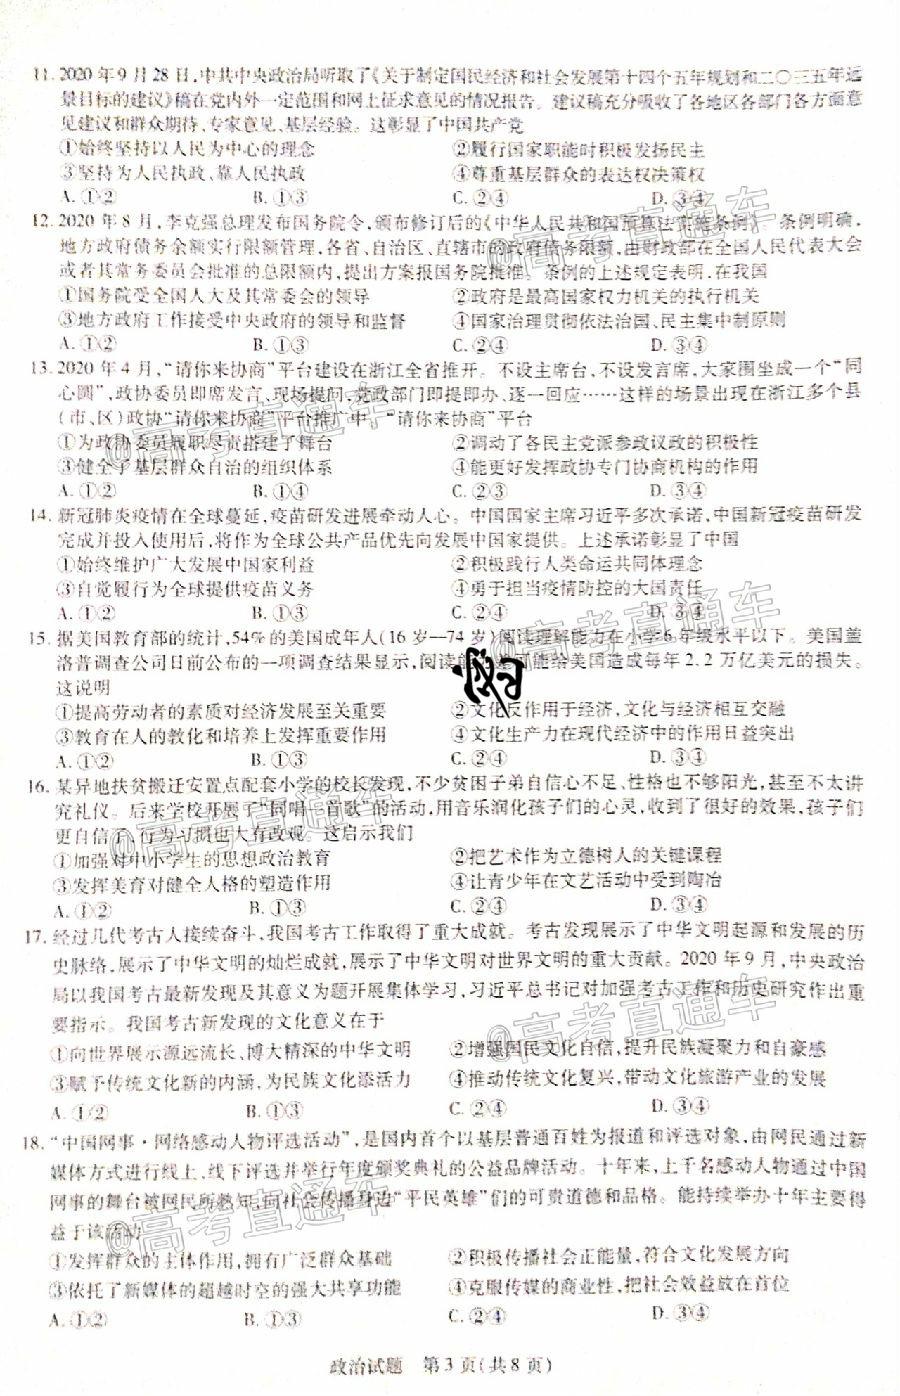 11. 2020 年 9 月 28 日,中共中央政治局听取了《关于制定国民经济和社会发展第十四个五年规划和二〇三五年远
景目标的建议》稿在党内外一定范围和网上征求意见的情况报告。建议稿充分吸收了各地区各部门各方面意
见建议和群众期待、专家意见、基层经验。这彰显了中国共产党
①始终坚持以人民为中心的理念 ②履行国家职能时积极发扬民主
③坚持为人民执政、靠人民执政 ④尊重基层群众的表达权决策权
A. ①② B. ①③ C. ②④ D. ③④
12. 2020 年 8 月,李克强总理发布国务院令,颁布修订后的《中华人民共和国预算法实施条例》。条例明确,
地方政府债务余额实行限额管理,各省、自治区、直辖市的政府债务限额,由财政部在全国人民代表大会
或者其常务委员会批准的总限额内,提出方案报国务院批准。条例的上述规定表明,在我国
①国务院受全国人大及其常委会的领导 ②政府是最高国家权力机关的执行机关
③地方政府工作接受中央政府的领导和监督 ④国家治理贯彻依法治国、民主集中制原则
A. ①② B. ①③ C. ②④ D. ③④
13. 2020 年 4 月,“请你来协商”平台建设在浙江全省推开。不设主席台,不设发言席,大家围坐成一个“同
心圆”,政协委员即席发言,现场提问,党政部门即提即办、逐一回应……这样的场景出现在浙江多个县
(市、区)政协“请你来协商”平台推广中。“请你来协商”平台
①为政协委员履职尽责搭建了舞台 ②调动了各民主党派参政议政的积极性
③健全了基层群众自治的组织体系 ④能更好发挥政协专门协商机构的作用
A. ①② B. ①④ C. ②③ D. ③④
14. 新冠肺炎疫情在全球蔓延,疫苗研发进展牵动人心。中国国家主席习近平多次承诺,中国新冠疫苗研发
完成并投入使用后,将作为全球公共产品优先向发展中国家提供。上述承诺彰显了中国
①始终维护广大发展中国家利益 ②积极践行人类命运共同体理念
③自觉履行为全球提供疫苗义务 ④勇于担当疫情防控的大国责任
A. ①② B. ①③ C. ②④ D. ③④
15. 据美国教育部的统计,54%的美国成年人(16 岁—74 岁)阅读理解能力在小学6年级水平以下。美国盖
洛普调查公司日前公布的一项调查结果显示,阅读能 可能给美国造成每年 2.2 万亿美元的损失。
这说明
①提高劳动者的素质对经济发展至关重要 ②文化反作用于经济,文化与经济相互交融
③教育在人的教化和培养上发挥重要作用 ④文化生产力在现代经济中的作用日益突出
A. ①② B. ①③ C. ②④ D. ③④
16. 某异地扶贫搬迁安置点配套小学的校长发现,不少贫困子弟自信心不足、性格也不够阳光,甚至不太讲
究礼仪。后来学校开展了“同唱一首歌”的活动,用音乐润化孩子们的心灵,收到了很好的效果,孩子们
更自信了,行为习惯也大有改观。这启示我们
①加强对中小学生的思想政治教育 ②把艺术作为立德树人的关键课程
③发挥美育对健全人格的塑造作用 ④让青少年在文艺活动中受到陶冶
A. ①② B. ①③ C. ②④ D. ③④
17. 经过几代考古人接续奋斗,我国考古工作取得了重大成就。考古发现展示了中华文明起源和发展的历
史脉络,展示了中华文明的灿烂成就,展示了中华文明对世界文明的重大贡献。2020 年 9 月,中央政治
局以我国考古最新发现及其意义为题开展集体学习,习近平总书记对加强考古工作和历史研究作出重
要指示。我国考古新发现的文化意义在于
①向世界展示源远流长、博大精深的中华文明 ②增强国民文化自信,提升民族凝聚力和自豪感
③赋予传统文化新的内涵,为民族文化添活力 ④推动传统文化复兴,带动文化旅游产业的发展
A. ①② B. ①③ C. ②④ D. ③④
18. “中国网事·网络感动人物评选活动”,是国内首个以基层普通百姓为报道和评选对象,由网民通过新
媒体方式进行线上、线下评选并举行年度颁奖典礼的公益品牌活动。十年来,上千名感动人物通过中国
网事的舞台被网民所熟知,向社会传播身边“平民英雄”们的可贵道德和品格。能持续举办十年主要得
益于该活动
①发挥群众的主体作用,拥有广泛群众基础 ②积极传播社会正能量,符合文化发展方向
③依托了新媒体的超越时空的强大共享功能 ④克服传媒的商业性,把社会效益放在首位
A. ①② B. ①③ C. ②④ D. ③④
政治试题 第 3 页(共 8 页)
@高考直通车
@高考直通车
@高考直通车
@高考直通车
@高考直通车
@高考直通车